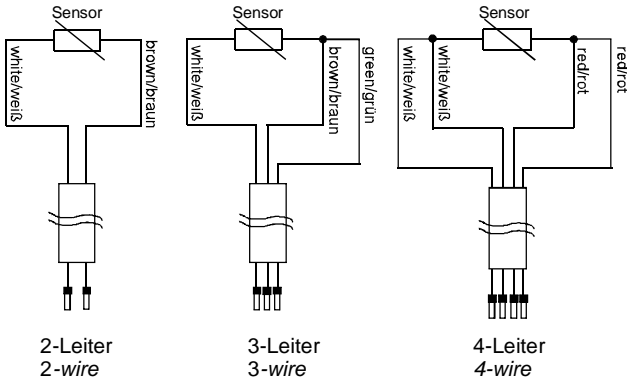 Sensor
white/weiß
brown/braun
2-Leiter
2-wire
Sensor
white/weiß
brown/braun
green/grün
3-Leiter
3-wire
Sensor
white/weiß
white/weiß
red/rot
red/rot
4-Leiter
4-wire